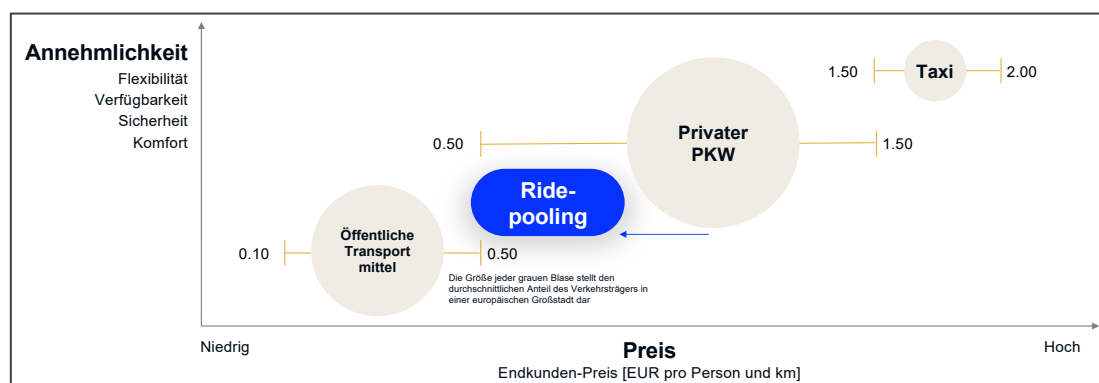 Annehmlichkeit
Flexibilität
Verfügbarkeit
Sicherheit
Komfort
1.50
Taxi
2.00
0.50
Privater
PKW
1.50
Ride-
pooling
0.10
Öffentliche
Transport
mittel
0.50
Die Größe jeder grauen Blase stellt den
durchschnittlichen Anteil des Verkehrsträgers in
einer europäischen Großstadt dar
Niedrig
Preis
Hoch
Endkunden-Preis [EUR pro Person und km]